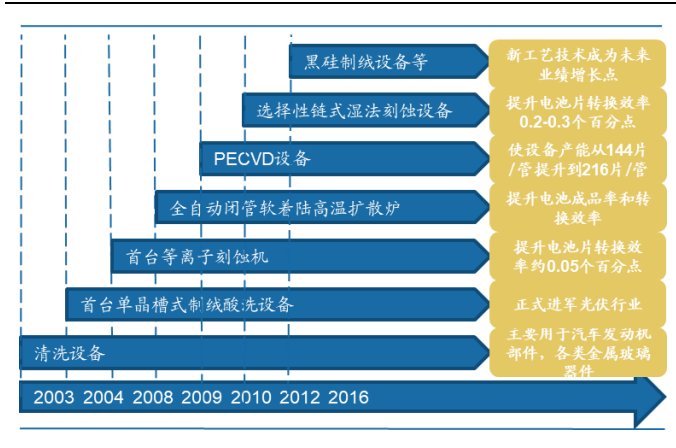 黑硅制绒设备等
新工艺技术成为未来
业绩增长点
选择性链式湿法刻蚀设备
提升电池片转换效率
0.2-0.3个百分点
PECVD设备
使设备产能从144片
/管提升到216片/管
全自动闭管软着陆高温扩散炉
提升电池成品率和转
换效率
首台等离子刻蚀机
提升电池片转换效
率约0.05个百分点
首台单晶槽式制绒酸洗设备
正式进军光伏行业
清洗设备
主要用于汽车发动机
部件，各类金属玻璃
器件
2003 2004 2008 2009 2010 2012 2016